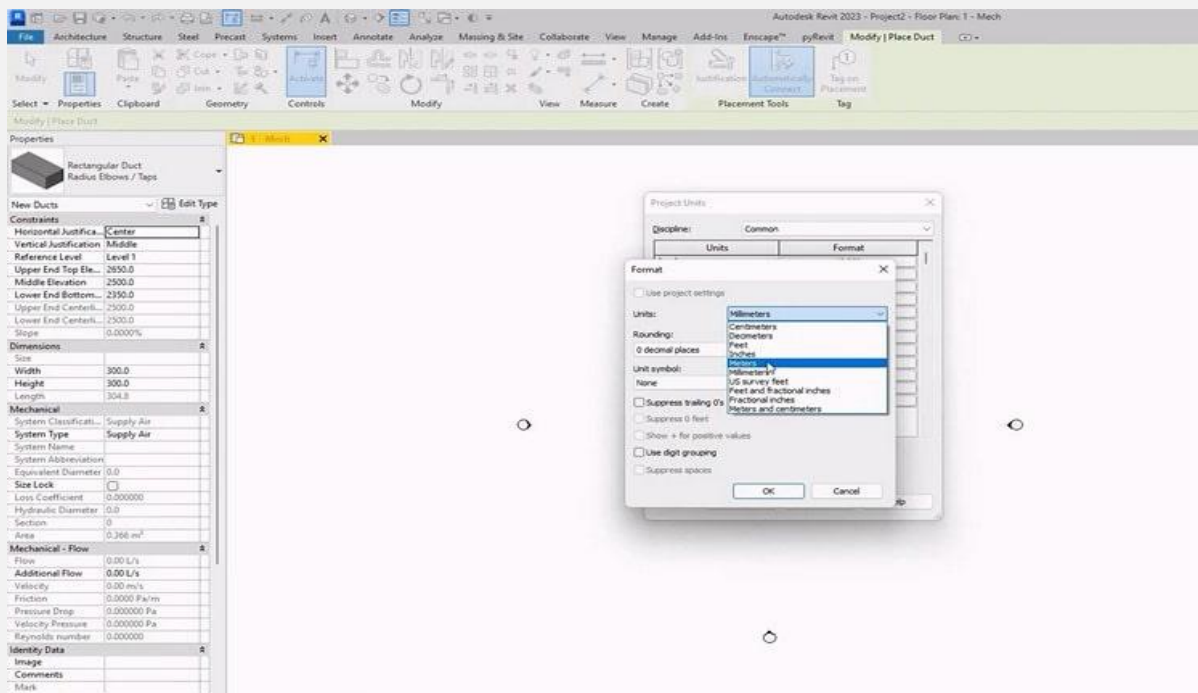 Autodesk Revit 2023 - Project2 - Floor Plan: 1 - Mech
File Architecture Structure Steel Precast Systems Insert Annotate Analyze Massing & Site Collaborate View Manage Add-Ins Enscape™ pyRevit Modify | Place Duct
Modify Paste Cope Cut Join Activate Justification Automatically Connect Tag on Placement
Select Properties Clipboard Geometry Controls Modify View Measure Create Placement Tools Tag
Modify | Place Duct
Properties
1 - Mech
Rectangular Duct
Radius Elbows / Taps
New Ducts Edit Type
Constraints
Horizontal Justifica... Center
Vertical Justification Middle
Reference Level Level 1
Upper End Top Ele... 2650.0
Middle Elevation 2500.0
Lower End Bottom... 2350.0
Upper End Centerli... 2500.0
Lower End Centerli... 2500.0
Slope 0.0000%
Dimensions
Size
Width 300.0
Height 300.0
Length 304.8
Mechanical
System Classificati... Supply Air
System Type Supply Air
System Name
System Abbreviation
Equivalent Diameter 0.0
Size Lock
Loss Coefficient 0.000000
Hydraulic Diameter 0.0
Section 0
Area 0.366 m²
Mechanical - Flow
Flow 0.00 L/s
Additional Flow 0.00 L/s
Velocity 0.00 m/s
Friction 0.0000 Pa/m
Pressure Drop 0.000000 Pa
Velocity Pressure 0.000000 Pa
Reynolds number 0.000000
Identity Data
Image
Comments
Mark
Project Units
Discipline: Common
Units Format
Format
Use project settings
Units: Millimeters
Centimeters
Decimeters
Feet
Inches
Meters
Millimeters
US survey feet
Feet and fractional inches
Fractional inches
Meters and centimeters
Rounding:
0 decimal places
Unit symbol:
None
Suppress trailing 0's
Suppress 0 feet
Show + for positive values
Use digit grouping
Suppress spaces
OK Cancel